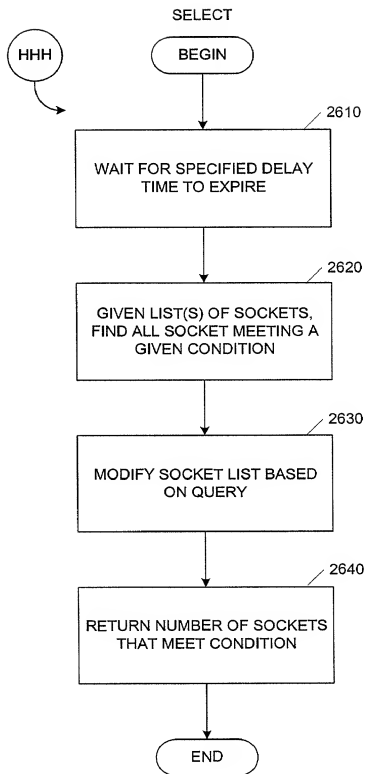 SELECT
HHH
BEGIN
2610
WAIT FOR SPECIFIED DELAY
TIME TO EXPIRE
2620
GIVEN LIST(S) OF SOCKETS,
FIND ALL SOCKET MEETING A
GIVEN CONDITION
2630
MODIFY SOCKET LIST BASED
ON QUERY
2640
RETURN NUMBER OF SOCKETS
THAT MEET CONDITION
END